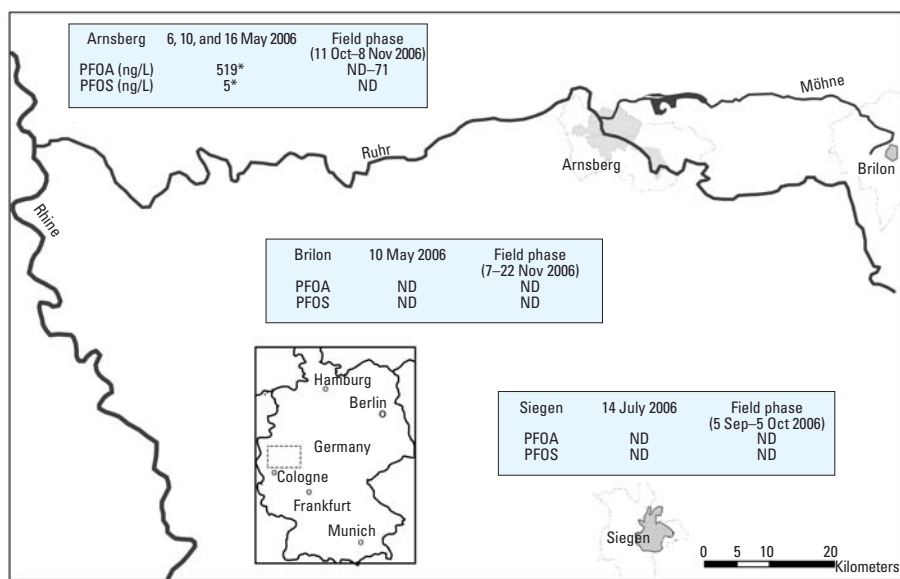 Arnsberg 6, 10, and 16 May 2006 Field phase
(11 Oct–8 Nov 2006)
PFOA (ng/L) 519* ND–71
PFOS (ng/L) 5* ND
Möhne
Ruhr
Arnsberg
Brilon
Rhine
Brilon 10 May 2006 Field phase
(7–22 Nov 2006)
PFOA ND ND
PFOS ND ND
Hamburg
Berlin
Germany
Cologne
Frankfurt
Munich
Siegen 14 July 2006 Field phase
(5 Sep–5 Oct 2006)
PFOA ND ND
PFOS ND ND
Siegen
0 5 10 20
Kilometers